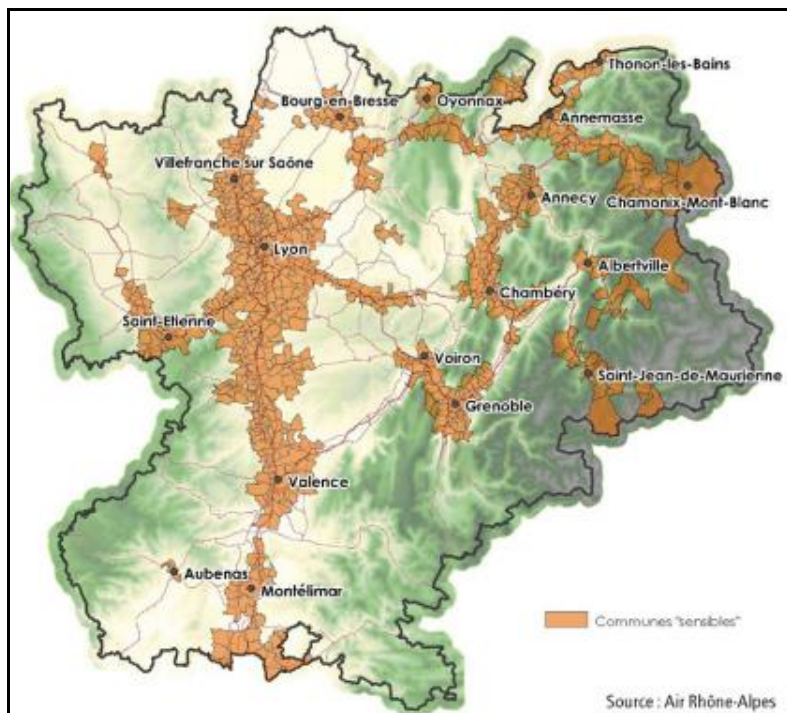 Thonon-les-Bains
Oyonnax
Bourg-en-Bresse
Annemasse
Villefranche sur Saône
Annecy
Chamonix-Mont-Blanc
Lyon
Albertville
Chambéry
Saint-Etienne
Voiron
Saint-Jean-de-Maurienne
Grenoble
Valence
Aubenas
Montélimar
Communes "sensibles"
Source : Air Rhône-Alpes